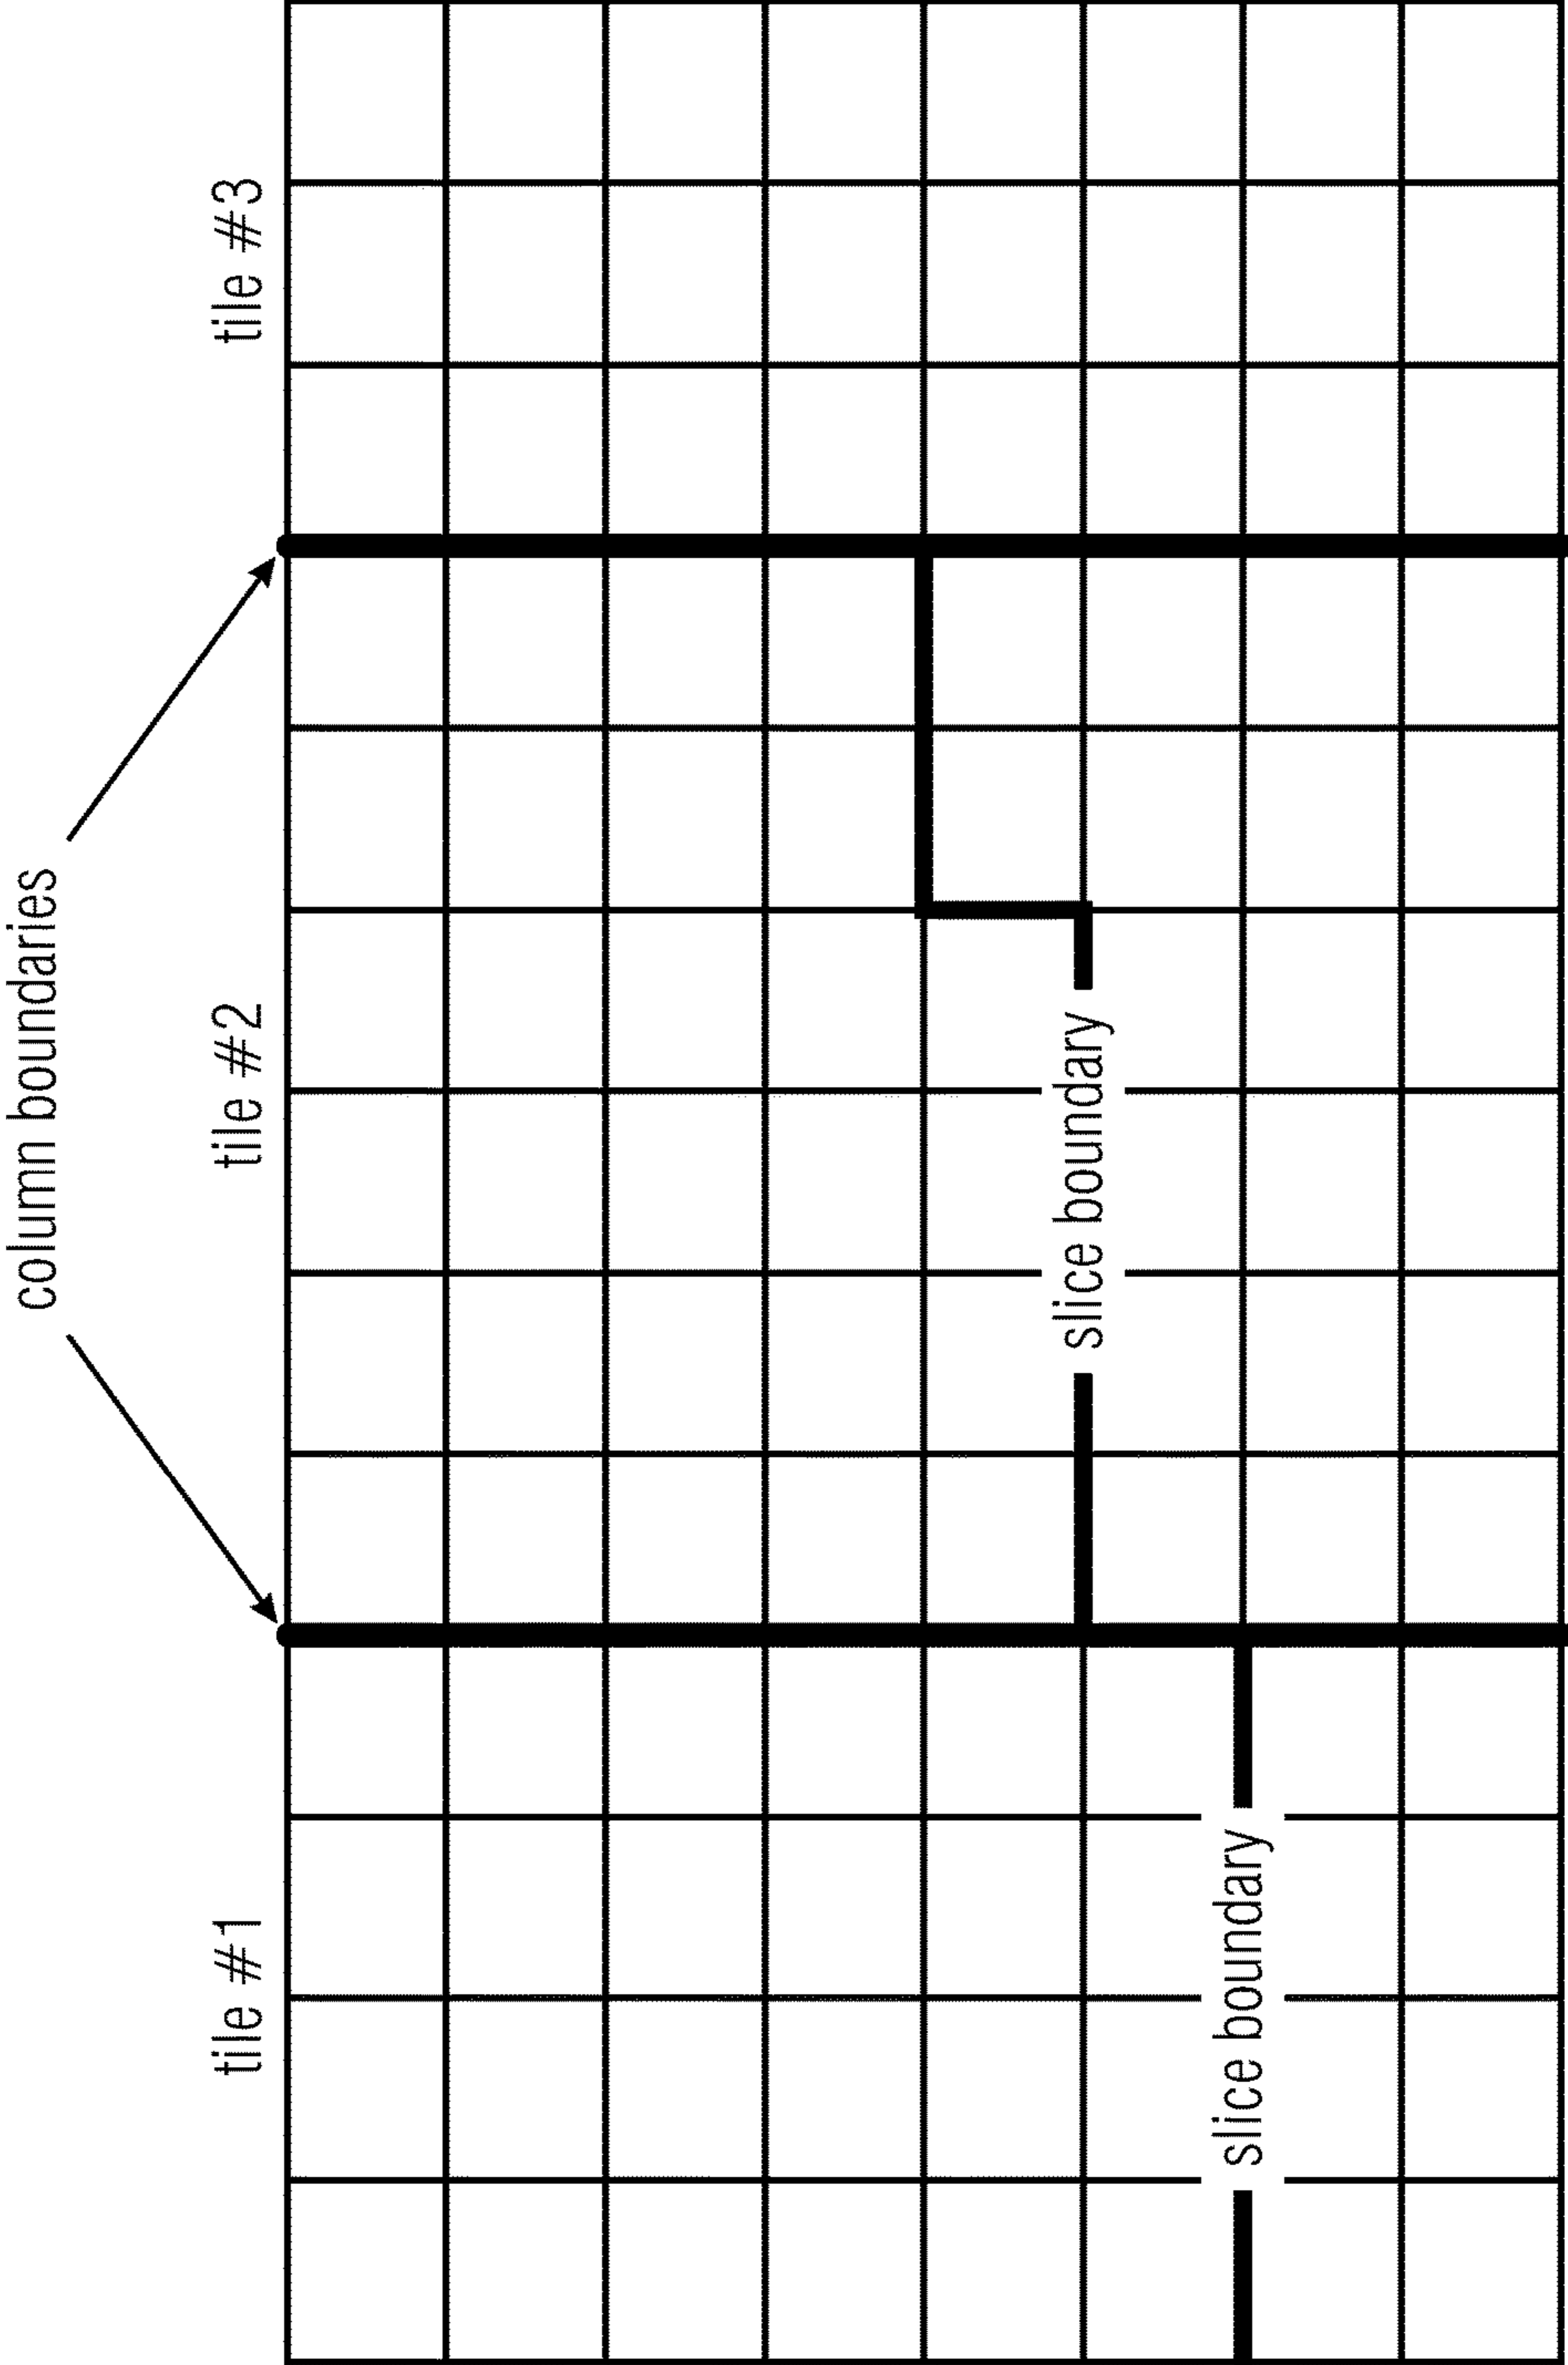 column boundaries
tile #1
tile #2
tile #3
slice boundary
slice boundary